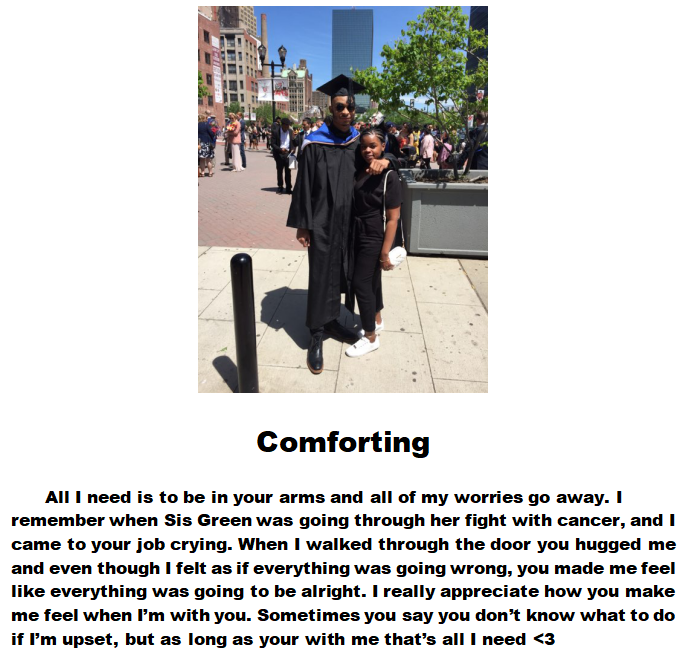 Comforting
All I need is to be in your arms and all of my worries go away. I
remember when Sis Green was going through her fight with cancer, and I
came to your job crying. When I walked through the door you hugged me
and even though I felt as if everything was going wrong, you made me feel
like everything was going to be alright. I really appreciate how you make
me feel when I’m with you. Sometimes you say you don’t know what to do
if I’m upset, but as long as your with me that’s all I need <3